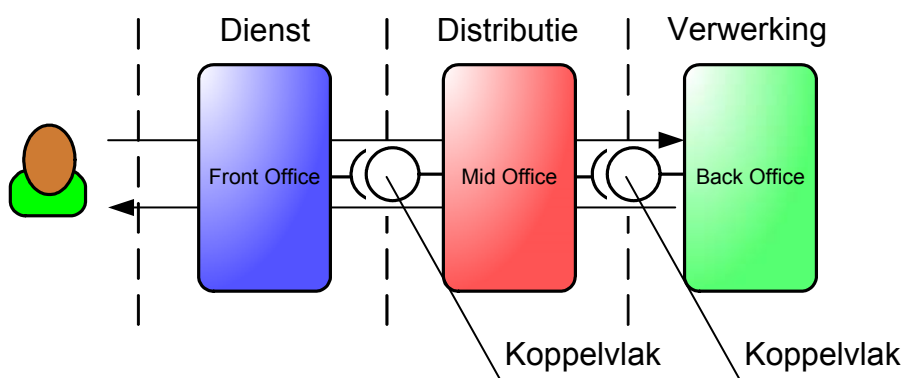 Dienst Distributie Verwerking
Front Office Mid Office Back Office
Koppelvlak Koppelvlak